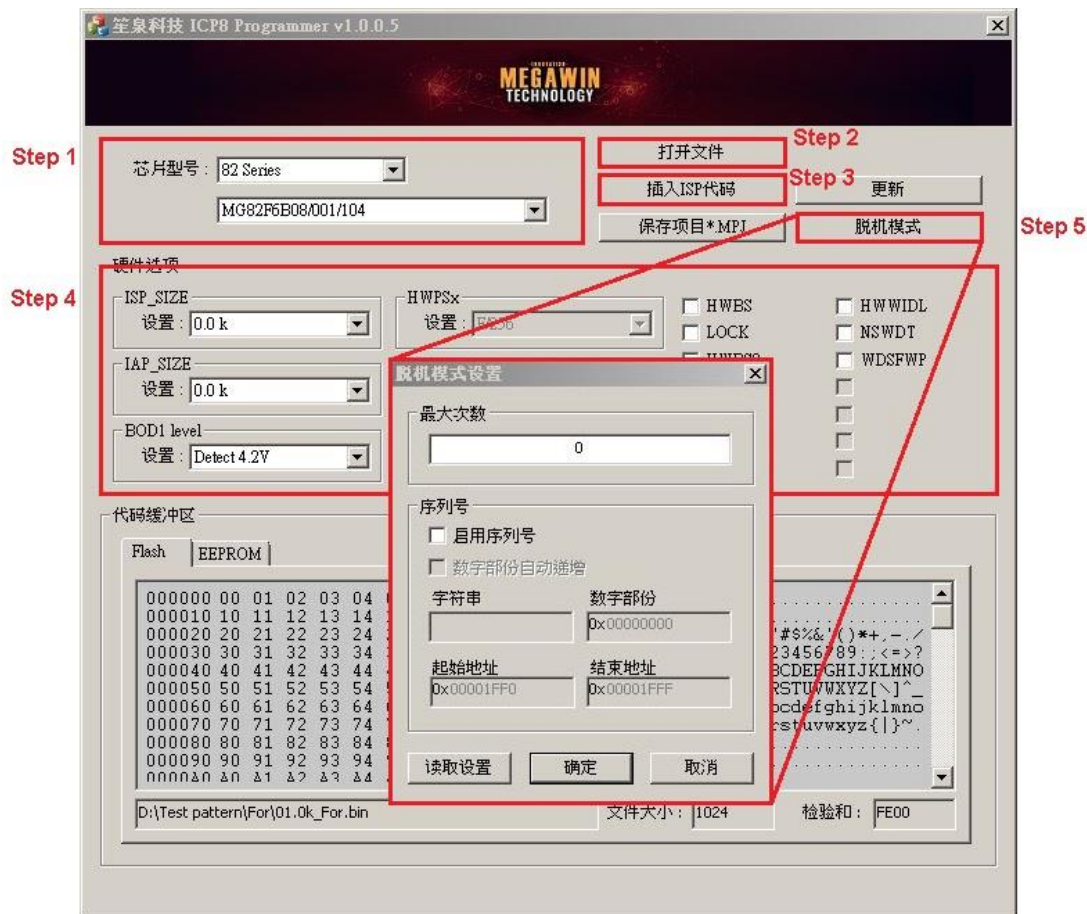 笙泉科技 ICP8 Programmer v1.0.0.5
INNOVATION
MEGAWIN
TECHNOLOGY
Step 1
芯片型号： 82 Series
MG82F6B08/001/104
打开文件
Step 2
插入ISP代码
Step 3
更新
保存项目*.MPJ
脱机模式
Step 5
硬件选项
Step 4
ISP_SIZE
设置： 0.0 k
HWPSx
设置：
HWBS
HWWIDL
LOCK
NSWDT
WDSFWP
IAP_SIZE
设置： 0.0 k
BOD1 level
设置： Detect 4.2V
脱机模式设置
最大次数
0
序列号
启用序列号
数字部份自动递增
字符串
数字部份
0x00000000
起始地址
结束地址
0x00001FF0
0x00001FFF
读取设置
确定
取消
代码缓冲区
Flash
EEPROM
000000 00 01 02 03 04
000010 10 11 12 13 14
000020 20 21 22 23 24 "#$%&'()*+,-./
000030 30 31 32 33 34 23456789:;<=>?
000040 40 41 42 43 44 BCDEFGHIJKLMNO
000050 50 51 52 53 54 RSTUVWXYZ[\]^_
000060 60 61 62 63 64 bcdefghijklmno
000070 70 71 72 73 74 rstuvwxyz{|}~.
000080 80 81 82 83 84
000090 90 91 92 93 94
0000A0 A0 A1 A2 A3 A4
D:\Test pattern\For\01.0k_For.bin
文件大小： 1024
检验和： FE00